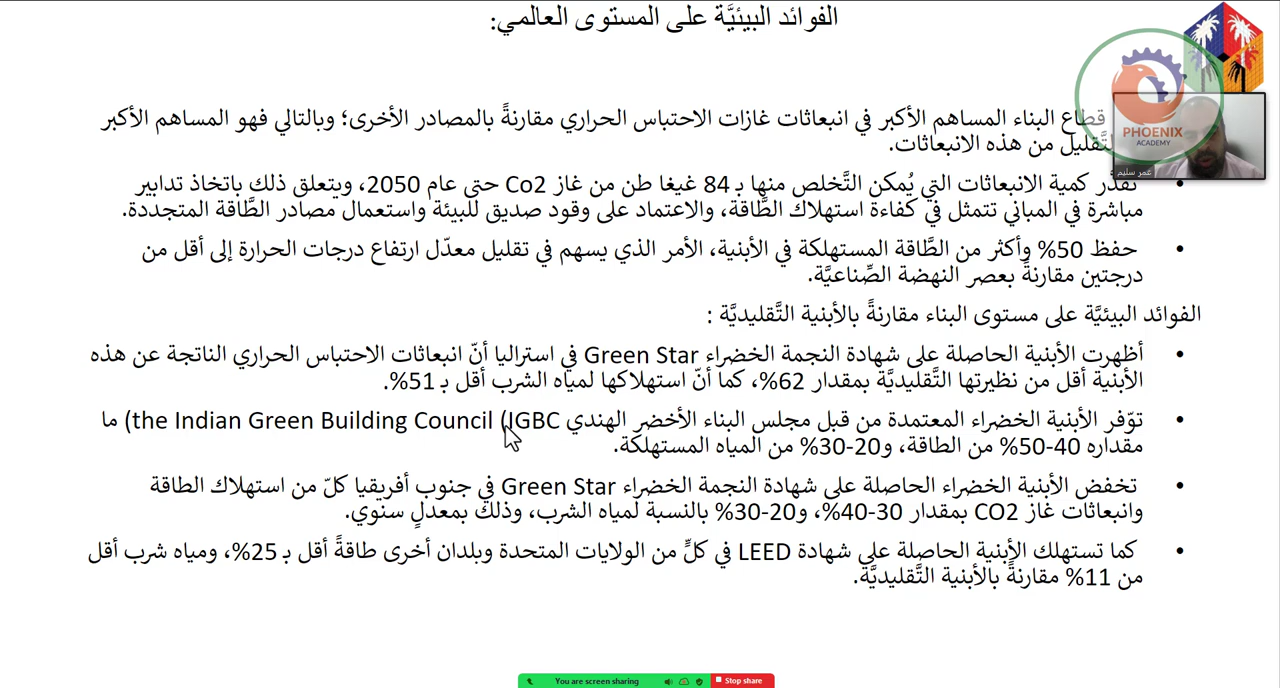 الفوائد البيئيَّة على المستوى العالمي:
قطاع البناء المساهم الأكبر في انبعاثات غازات الاحتباس الحراري مقارنةً بالمصادر الأخرى؛ وبالتالي فهو المساهم الأكبر
من هذه الانبعاثات.
• تقدّر كمية الانبعاثات التي يُمكن التَّخلص منها بـ 84 غيغا طن من غاز Co2 حتى عام 2050، ويتعلق ذلك باتخاذ تدابير
مباشرة في المباني تتمثل في كفاءة استهلاك الطَّاقة، والاعتماد على وقود صديق للبيئة واستعمال مصادر الطَّاقة المتجددة.
• حفظ 50% وأكثر من الطَّاقة المستهلكة في الأبنية، الأمر الذي يسهم في تقليل معدّل ارتفاع درجات الحرارة إلى أقل من
درجتين مقارنةً بعصر النهضة الصِّناعيَّة.
الفوائد البيئيَّة على مستوى البناء مقارنةً بالأبنية التَّقليديَّة :
• أظهرت الأبنية الحاصلة على شهادة النجمة الخضراء Green Star في استراليا أنّ انبعاثات الاحتباس الحراري الناتجة عن هذه
الأبنية أقل من نظيرتها التَّقليديَّة بمقدار 62%، كما أنّ استهلاكها لمياه الشرب أقل بـ 51%.
• توّفر الأبنية الخضراء المعتمدة من قبل مجلس البناء الأخضر الهندي the Indian Green Building Council (IGBC) ما
مقداره 40-50% من الطاقة، و20-30% من المياه المستهلكة.
• تخفض الأبنية الخضراء الحاصلة على شهادة النجمة الخضراء Green Star في جنوب أفريقيا كلّ من استهلاك الطاقة
وانبعاثات غاز CO2 بمقدار 30-40%، و20-30% بالنسبة لمياه الشرب، وذلك بمعدلٍ سنوي.
• كما تستهلك الأبنية الحاصلة على شهادة LEED في كلٍّ من الولايات المتحدة وبلدان أخرى طاقةً أقل بـ 25%، ومياه شرب أقل
من 11% مقارنةً بالأبنية التَّقليديَّة.
PHOENIX
ACADEMY
عمر سليم
You are screen sharing
Stop share